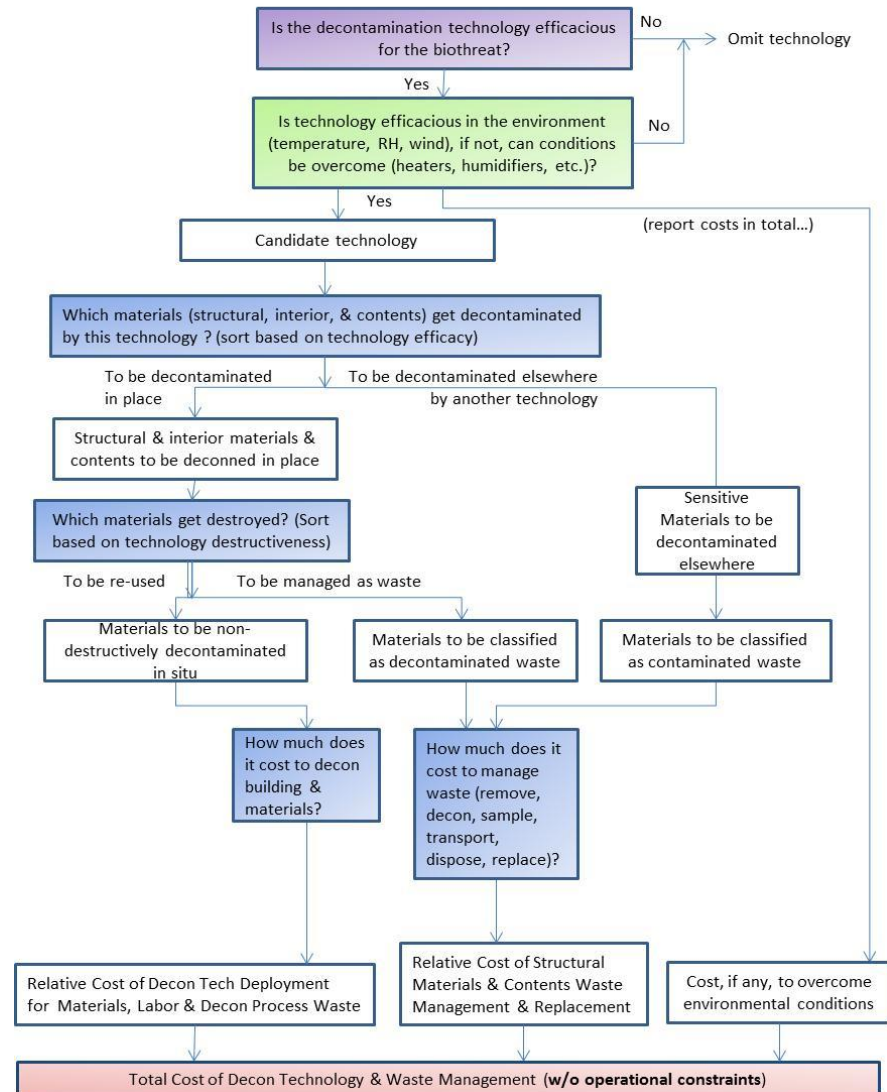 Is the decontamination technology efficacious
for the biothreat?
No
Omit technology
Yes
Is technology efficacious in the environment
(temperature, RH, wind), if not, can conditions
be overcome (heaters, humidifiers, etc.)?
No
Yes
(report costs in total…)
Candidate technology
Which materials (structural, interior, & contents) get decontaminated
by this technology ? (sort based on technology efficacy)
To be decontaminated
in place
To be decontaminated elsewhere
by another technology
Structural & interior materials &
contents to be deconned in place
Sensitive
Materials to be
decontaminated
elsewhere
Which materials get destroyed? (Sort
based on technology destructiveness)
To be re-used
To be managed as waste
Materials to be non-
destructively decontaminated
in situ
Materials to be classified
as decontaminated waste
Materials to be classified
as contaminated waste
How much does
it cost to decon
building &
materials?
How much does it
cost to manage
waste (remove,
decon, sample,
transport,
dispose, replace)?
Relative Cost of Decon Tech Deployment
for Materials, Labor & Decon Process Waste
Relative Cost of Structural
Materials & Contents Waste
Management & Replacement
Cost, if any, to overcome
environmental conditions
Total Cost of Decon Technology & Waste Management (w/o operational constraints)